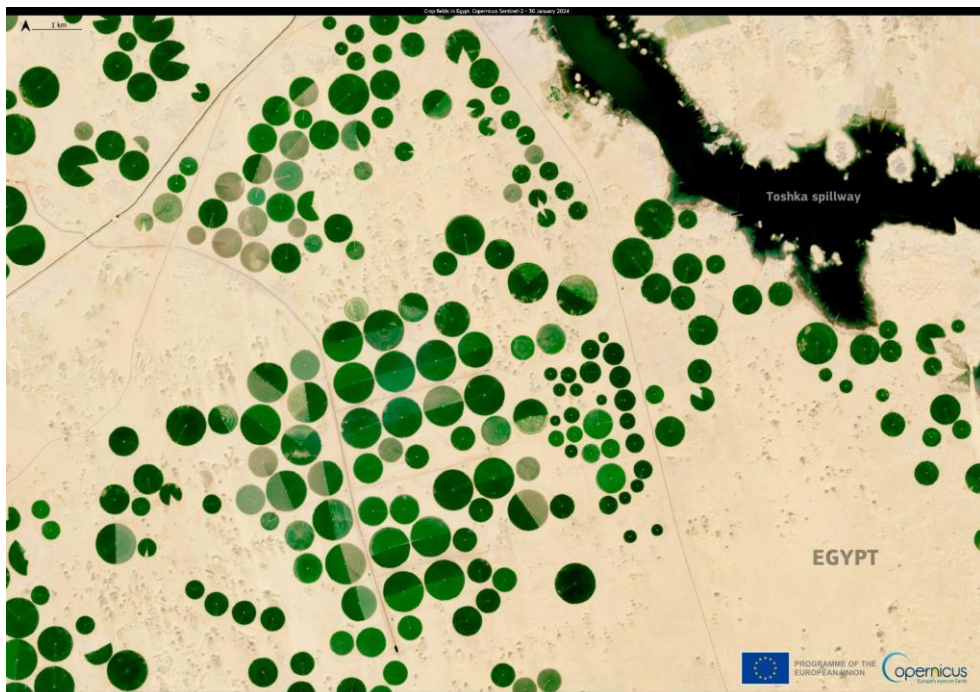 Crop fields in Egypt. Copernicus Sentinel-2 - 30 January 2024
1 km
Toshka spillway
EGYPT
PROGRAMME OF THE
EUROPEAN UNION
opernicus
Europe's eyes on Earth